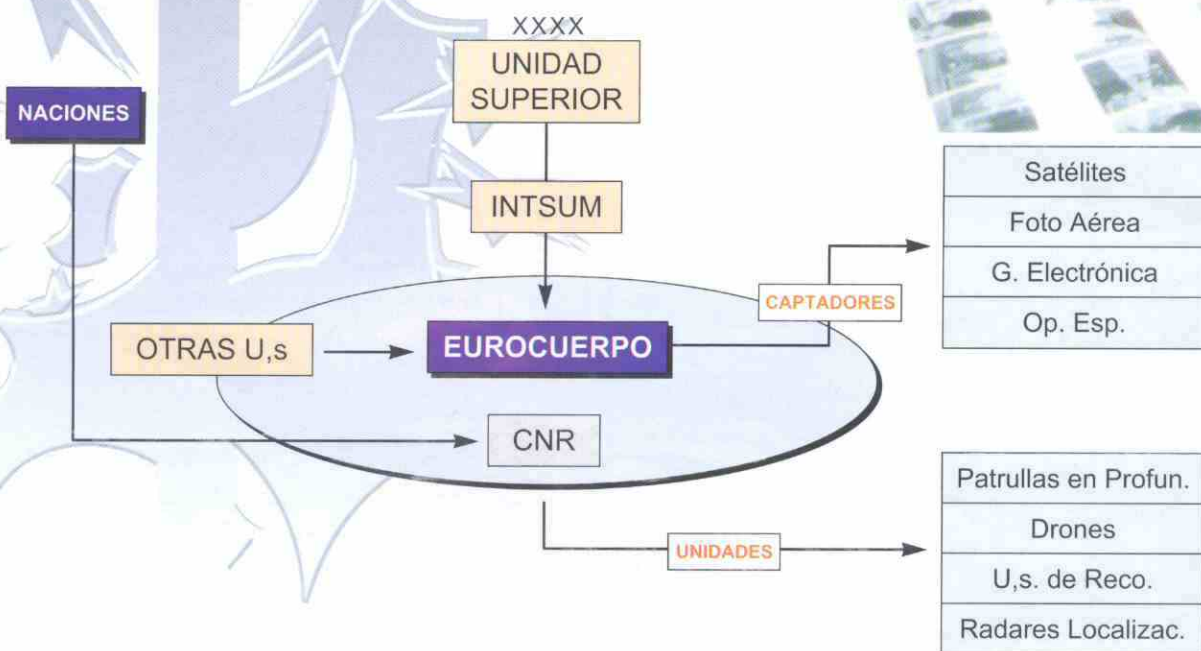 XXXX
UNIDAD
SUPERIOR
NACIONES
INTSUM
CAPTADORES
OTRAS U,s
EUROCUERPO
CNR
UNIDADES
Satélites
Foto Aérea
G. Electrónica
Op. Esp.
Patrullas en Profun.
Drones
U,s. de Reco.
Radares Localizac.